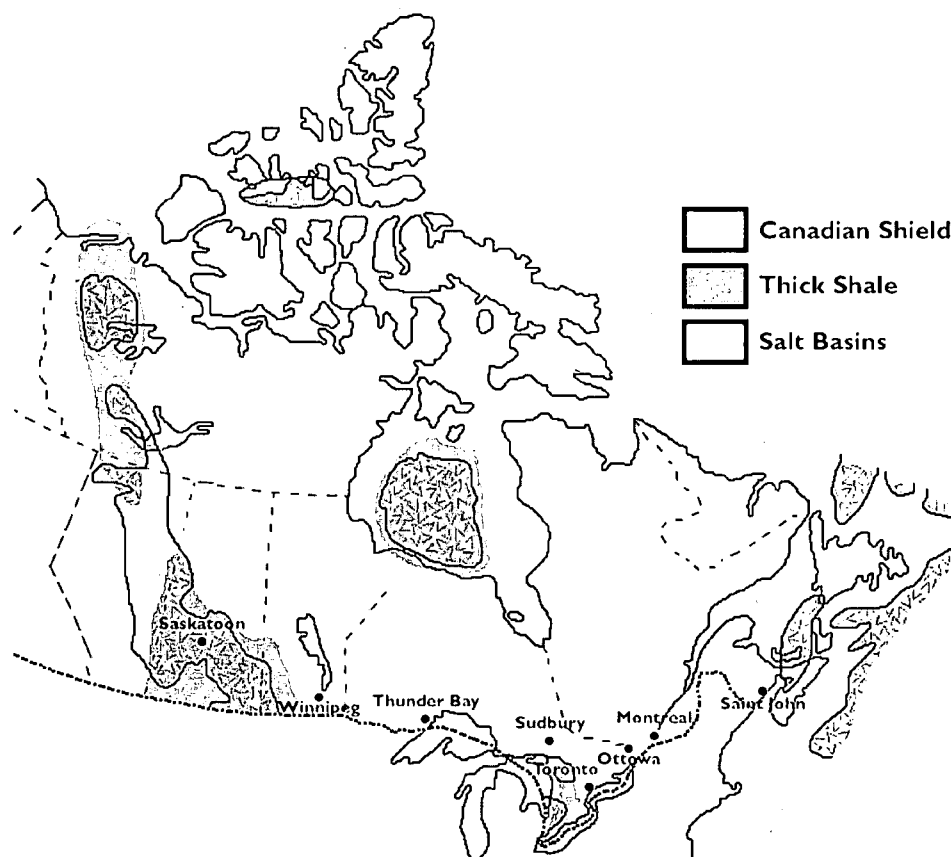 Canadian Shield
Thick Shale
Salt Basins
Saskatoon
Winnipeg
Thunder Bay
Sudbury
Montreal
Ottawa
Toronto
Saint John